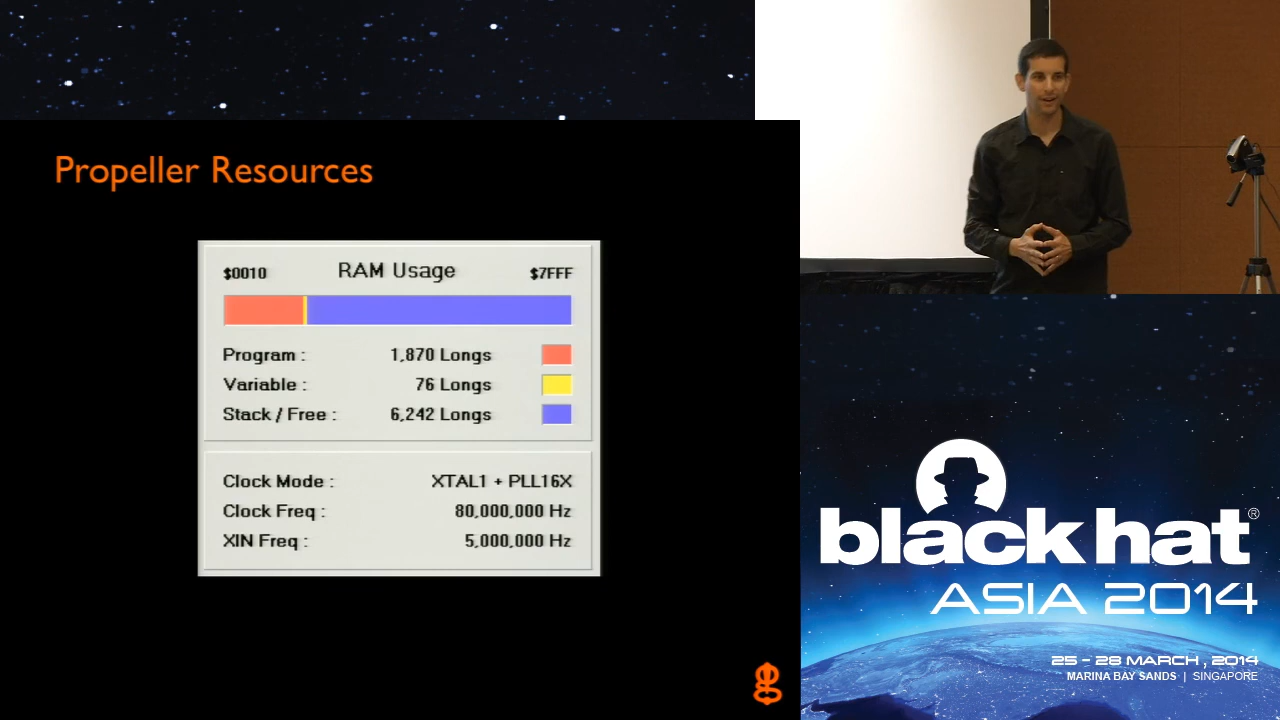 Propeller Resources
$0010 RAM Usage $7FFF
Program : 1,870 Longs
Variable : 76 Longs
Stack / Free : 6,242 Longs
Clock Mode : XTAL1 + PLL16X
Clock Freq : 80,000,000 Hz
XIN Freq : 5,000,000 Hz
black hat®
ASIA 2014
25 - 28 MARCH , 2014
MARINA BAY SANDS | SINGAPORE